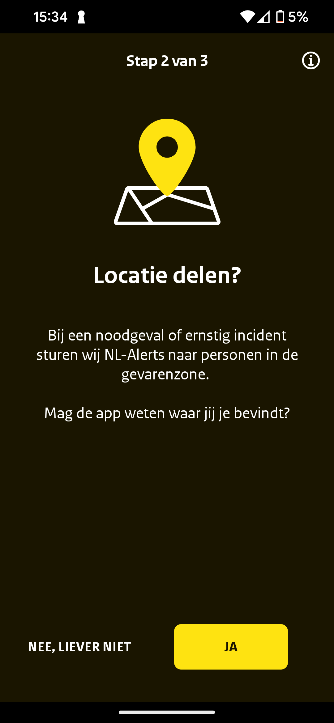 15:34 5%
Stap 2 van 3
Locatie delen?
Bij een noodgeval of ernstig incident
sturen wij NL-Alerts naar personen in de
gevarenzone.
Mag de app weten waar jij je bevindt?
NEE, LIEVER NIET JA